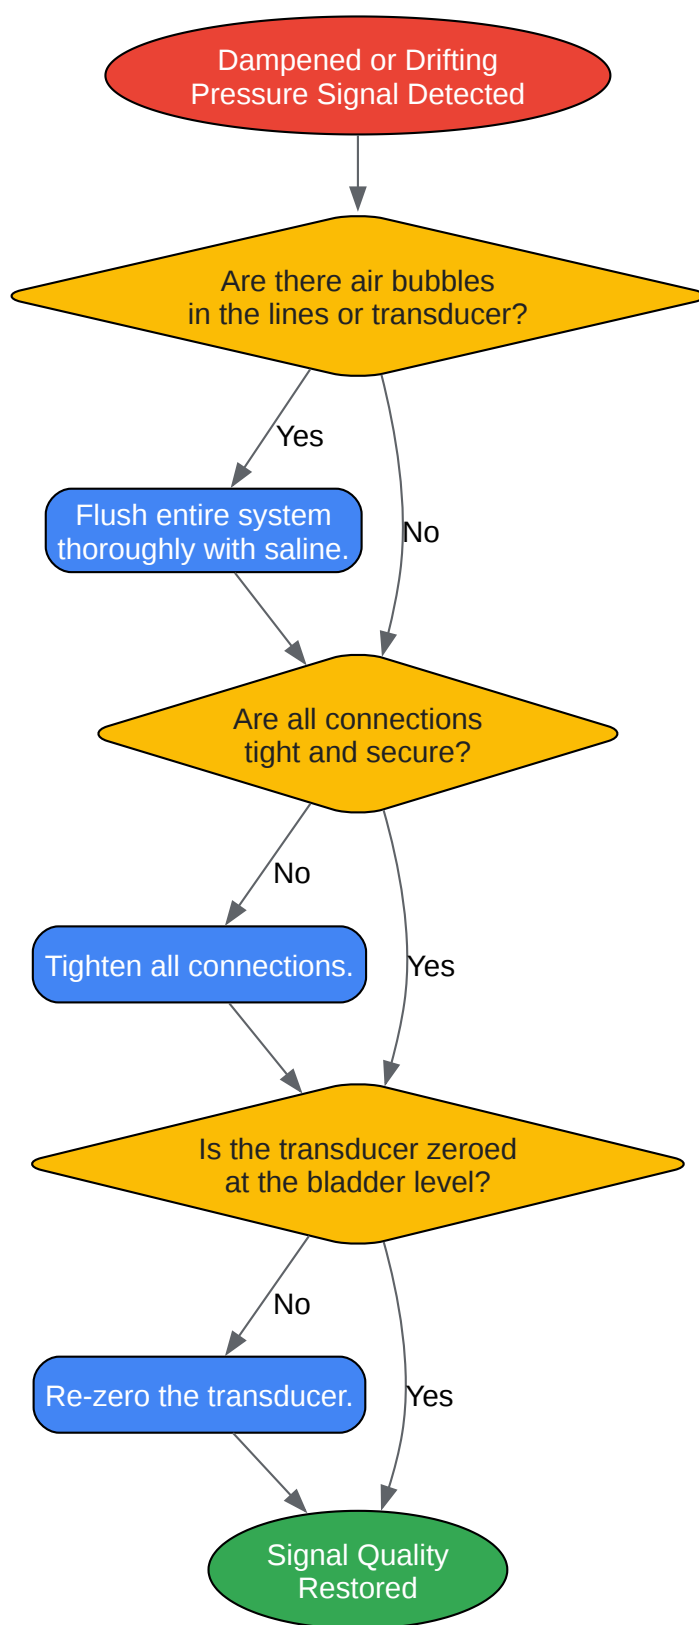 Dampened or Drifting
Pressure Signal Detected
Are there air bubbles
in the lines or transducer?
Yes
Flush entire system
thoroughly with saline.
No
Are all connections
tight and secure?
No
Tighten all connections.
Yes
Is the transducer zeroed
at the bladder level?
No
Re-zero the transducer.
Yes
Signal Quality
Restored